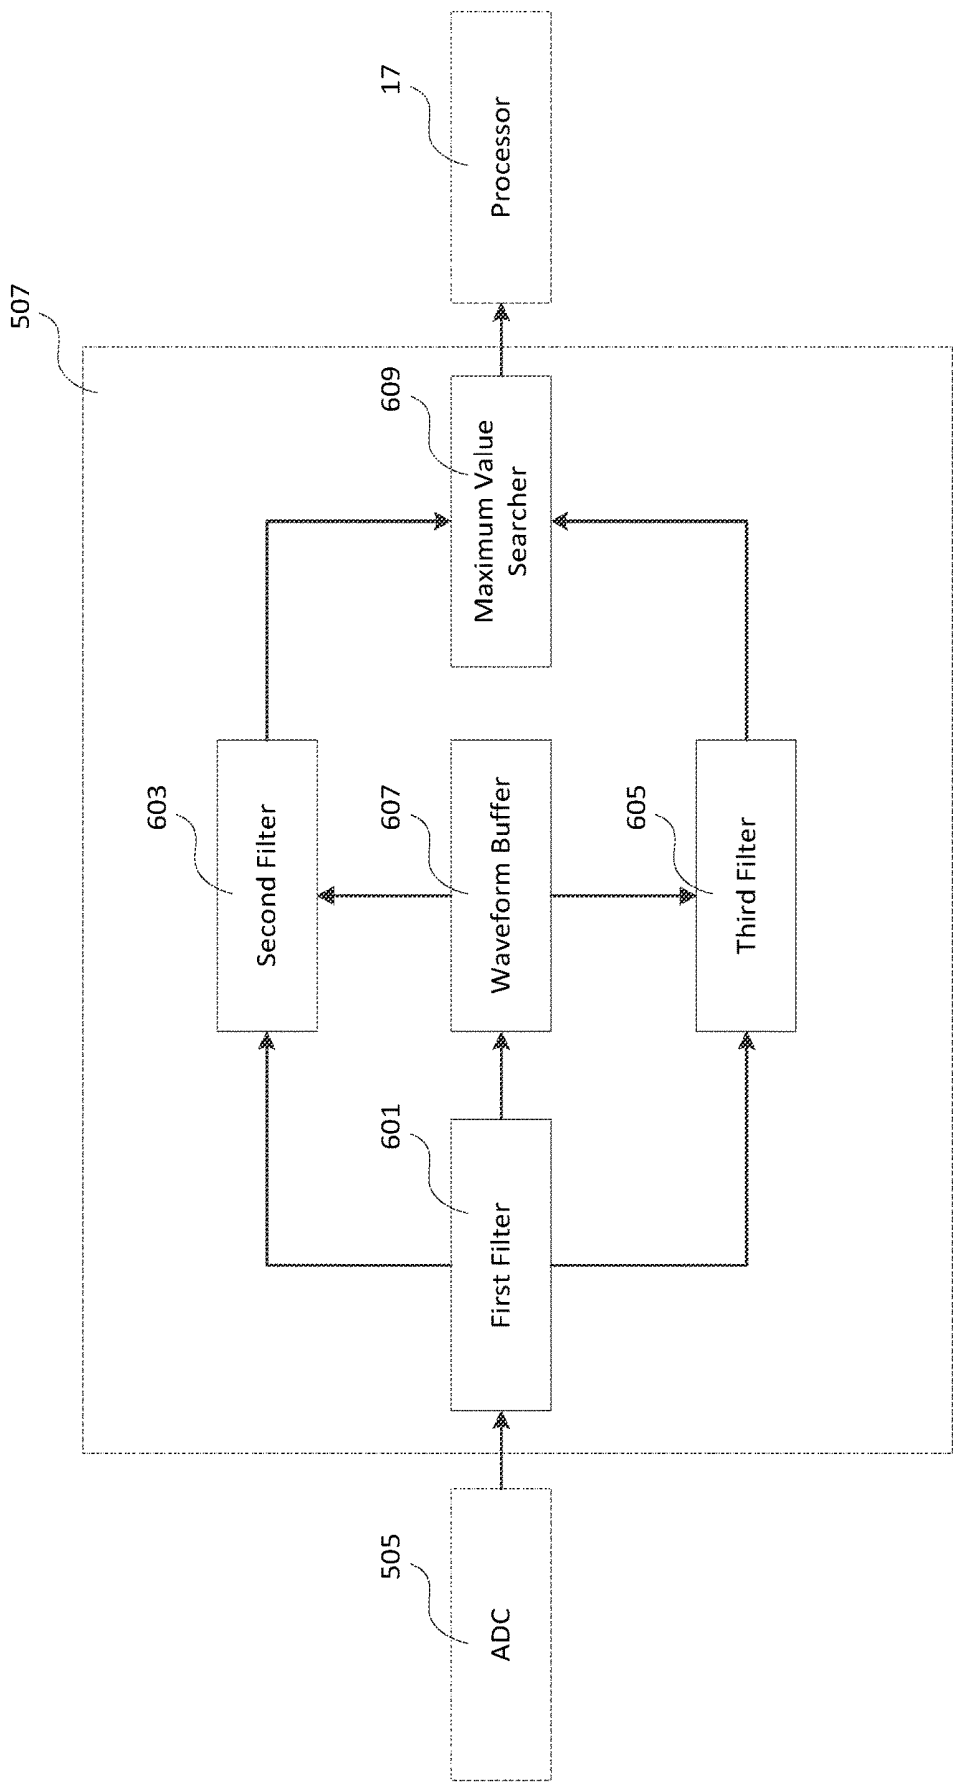 507
603
Second Filter
505
ADC
601
First Filter
607
Waveform Buffer
609
Maximum Value
Searcher
17
Processor
605
Third Filter